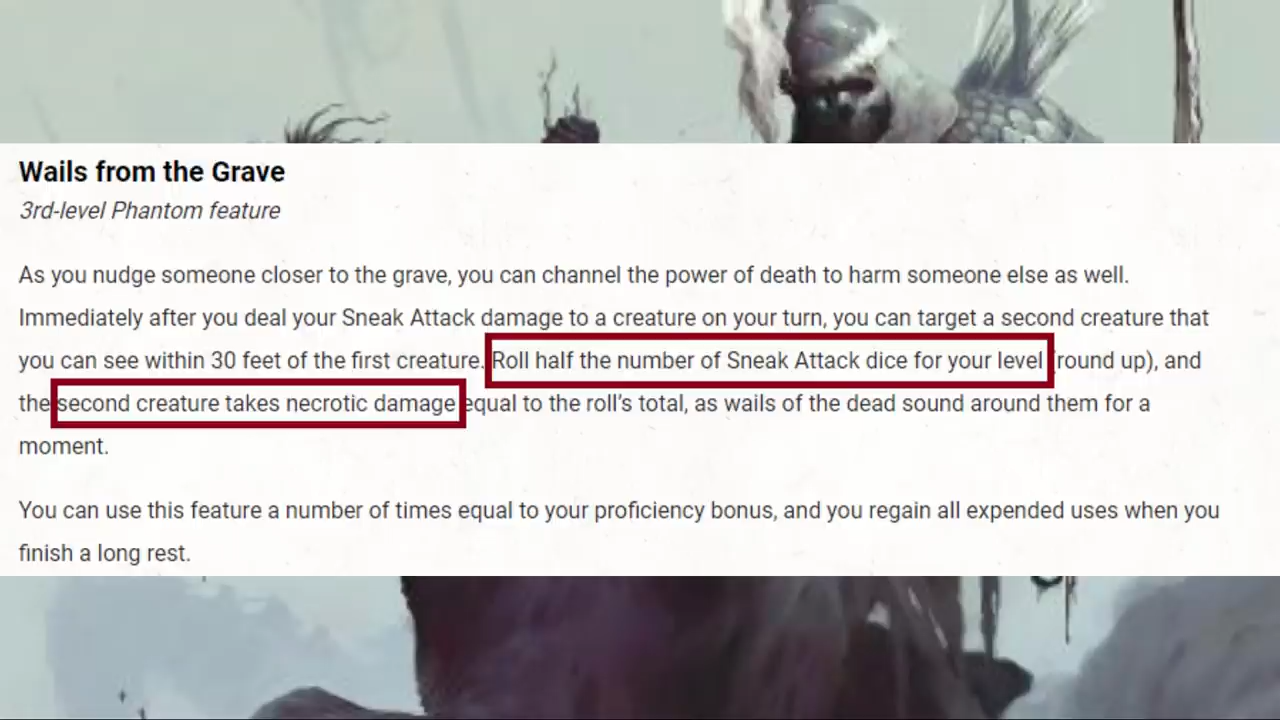 Wails from the Grave
3rd-level Phantom feature
As you nudge someone closer to the grave, you can channel the power of death to harm someone else as well.
Immediately after you deal your Sneak Attack damage to a creature on your turn, you can target a second creature that
you can see within 30 feet of the first creature. Roll half the number of Sneak Attack dice for your level (round up), and
the second creature takes necrotic damage equal to the roll’s total, as wails of the dead sound around them for a
moment.
You can use this feature a number of times equal to your proficiency bonus, and you regain all expended uses when you
finish a long rest.